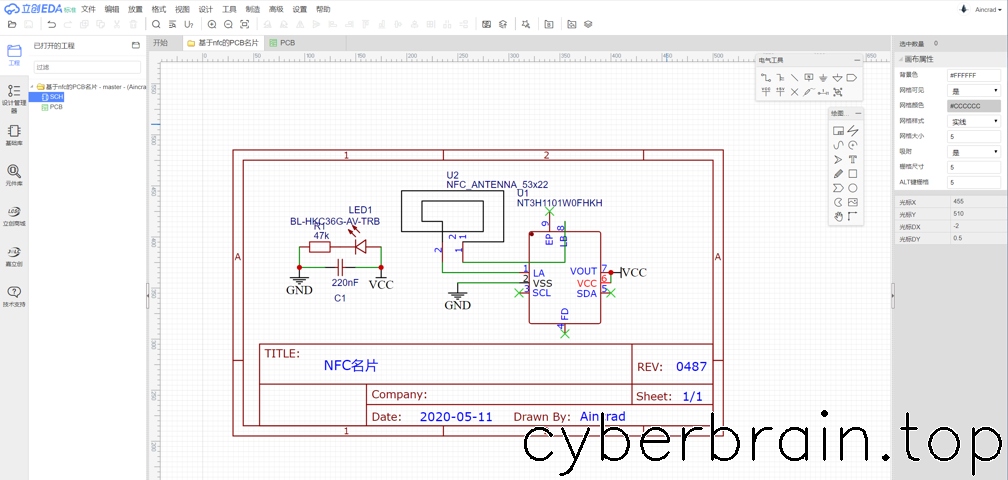 立创EDA 标准 文件 编辑 放置 格式 视图 设计 工具 制造 高级 设置 帮助
Aincrad
工程
设计管理器
基础库
元件库
立创商城
嘉立创
技术支持
已打开的工程
过滤
基于nfc的PCB名片 - master - (Aincra
SCH
PCB
开始 基于nfc的PCB名片 PCB
电气工具
绘图...
1 2
A A
U2
NFC_ANTENNA_53x22
U1
NT3H1101W0FHKH
LED1
BL-HKC36G-AV-TRB
R1
47k
220nF
C1
GND
VCC
2 1
2 1
GND
EP 9
LB 8
1 LA
2 VSS
3 SCL
VOUT 7
VCC 6
SDA 5
FD 4
VCC
TITLE:
NFC名片
REV: 0487
Company:
Sheet: 1/1
Date: 2020-05-11 Drawn By: Aincrad
1 2
cyberbrain.top
选中数量 0
画布属性
背景色 #FFFFFF
网格可见 是
网格颜色 #CCCCCC
网格样式 实线
网格大小 5
吸附 是
栅格尺寸 5
ALT键栅格 5
光标X 455
光标Y 510
光标DX -2
光标DY 0.5